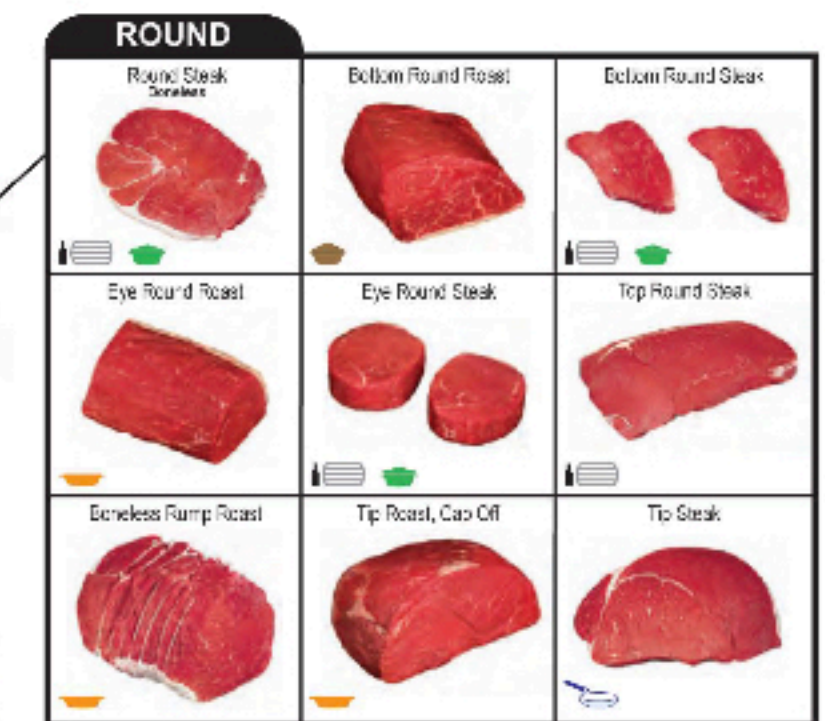 ROUND
Round Steak
Boneless
Bottom Round Roast
Bottom Round Steak
Eye Round Roast
Eye Round Steak
Top Round Steak
Boneless Rump Roast
Tip Roast, Cap Off
Tip Steak